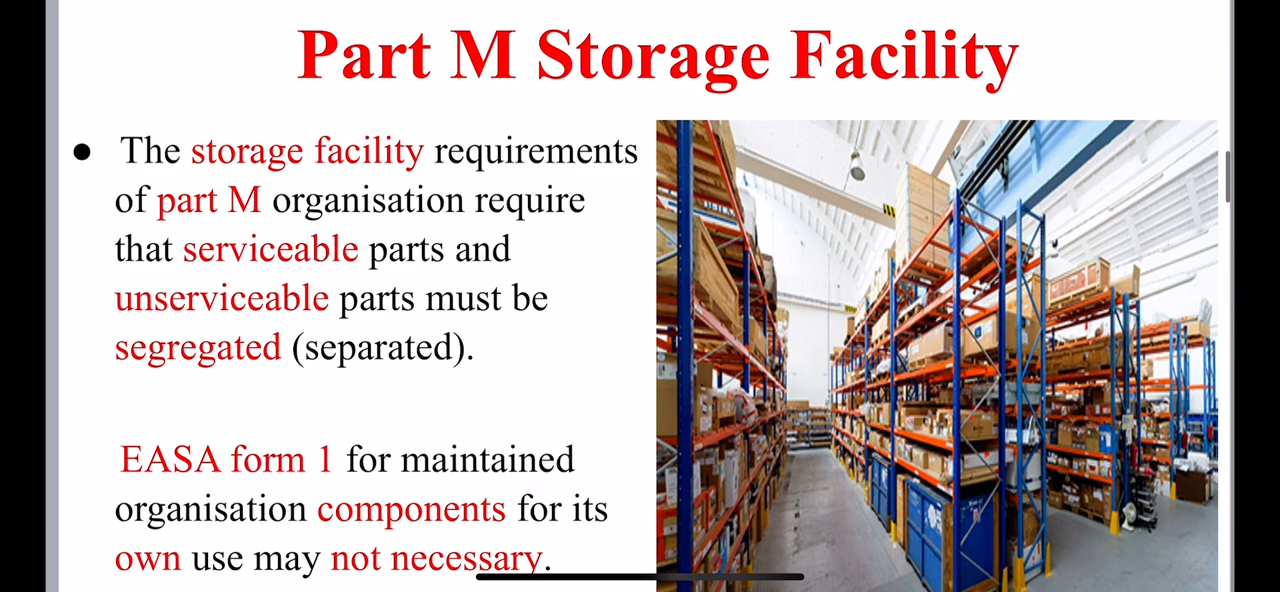 Part M Storage Facility
● The storage facility requirements
of part M organisation require
that serviceable parts and
unserviceable parts must be
segregated (separated).
EASA form 1 for maintained
organisation components for its
own use may not necessary.